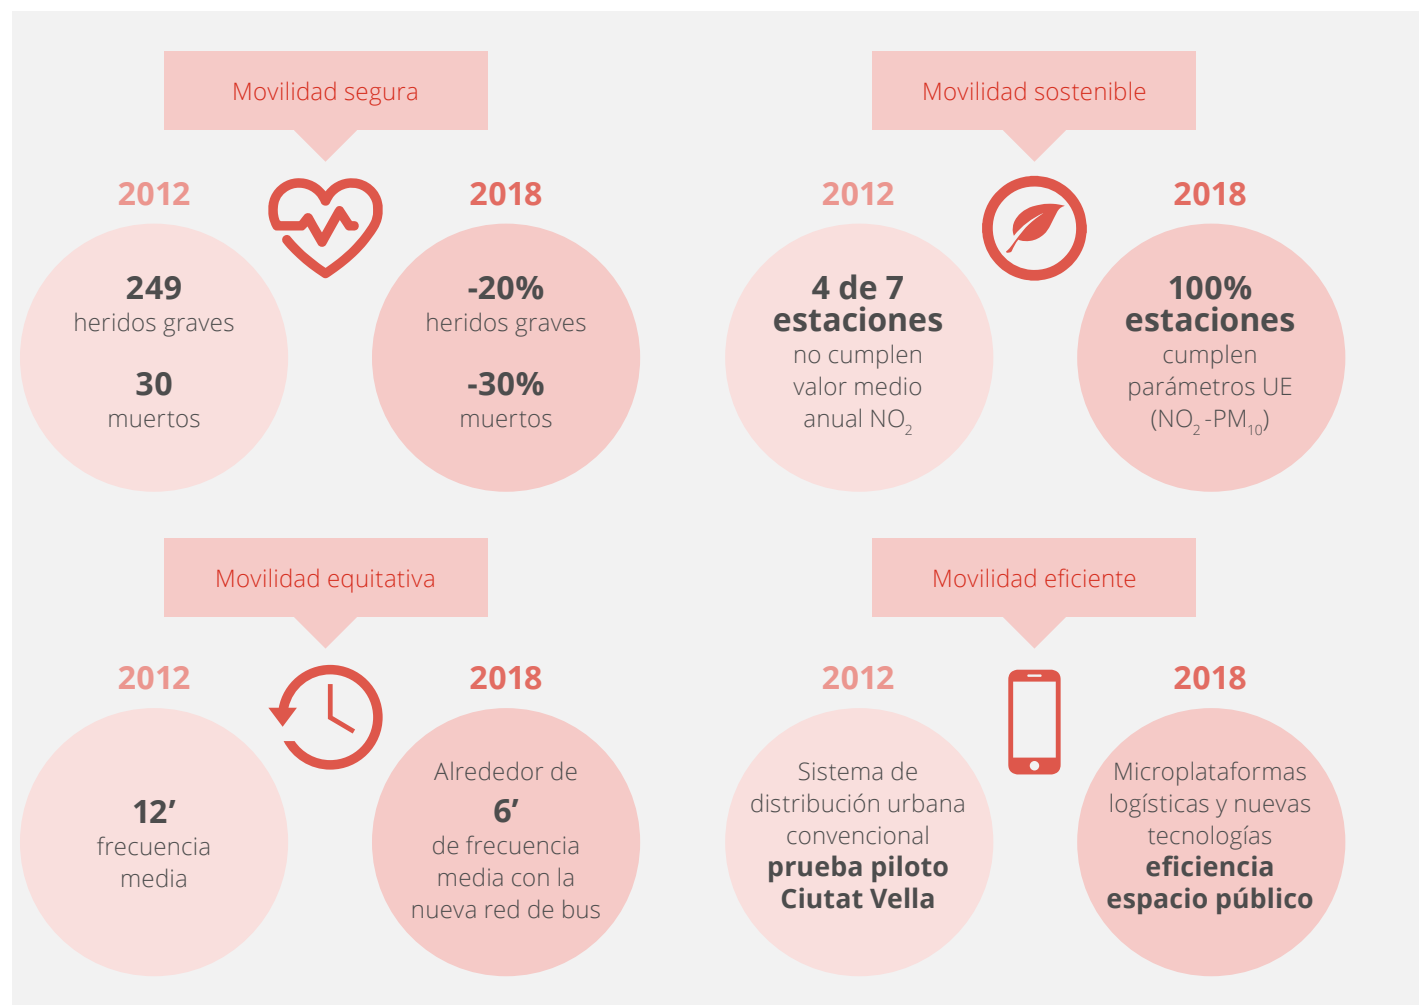 Movilidad segura
2012
249
heridos graves
30
muertos
2018
-20%
heridos graves
-30%
muertos
Movilidad sostenible
2012
4 de 7
estaciones
no cumplen
valor medio
anual NO₂
2018
100%
estaciones
cumplen
parámetros UE
(NO₂ -PM₁₀)
Movilidad equitativa
2012
12’
frecuencia
media
2018
Alrededor de
6’
de frecuencia
media con la
nueva red de bus
Movilidad eficiente
2012
Sistema de
distribución urbana
convencional
prueba piloto
Ciutat Vella
2018
Microplataformas
logísticas y nuevas
tecnologías
eficiencia
espacio público